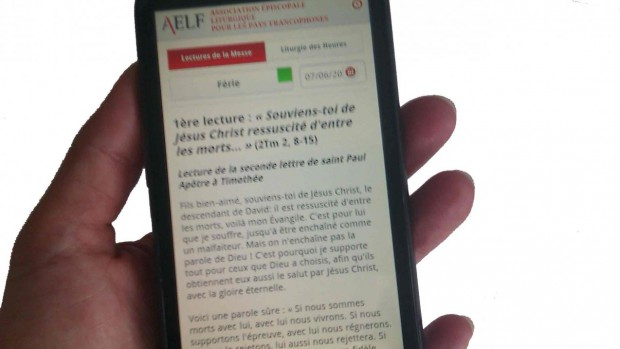 AELF ASSOCIATION ÉPISCOPALE
LITURGIQUE
POUR LES PAYS FRANCOPHONES
Lectures de la Messe
Liturgie des Heures
Férie
07/06/20
1ère lecture : « Souviens-toi de
Jésus Christ ressuscité d'entre
les morts... » (2Tm 2, 8-15)
Lecture de la seconde lettre de saint Paul
Apôtre à Timothée
Fils bien-aimé, souviens-toi de Jésus Christ, le
descendant de David: il est ressuscité d'entre
les morts, voilà mon Évangile. C'est pour lui
que je souffre, jusqu'à être enchaîné comme
un malfaiteur. Mais on n'enchaîne pas la
parole de Dieu ! C'est pourquoi je supporte
tout pour ceux que Dieu a choisis, afin qu'ils
obtiennent eux aussi le salut par Jésus Christ,
avec la gloire éternelle.
Voici une parole sûre : « Si nous sommes
morts avec lui, avec lui nous vivrons. Si nous
supportons l'épreuve, avec lui nous régnerons.
rejetons, lui aussi nous rejettera. Si